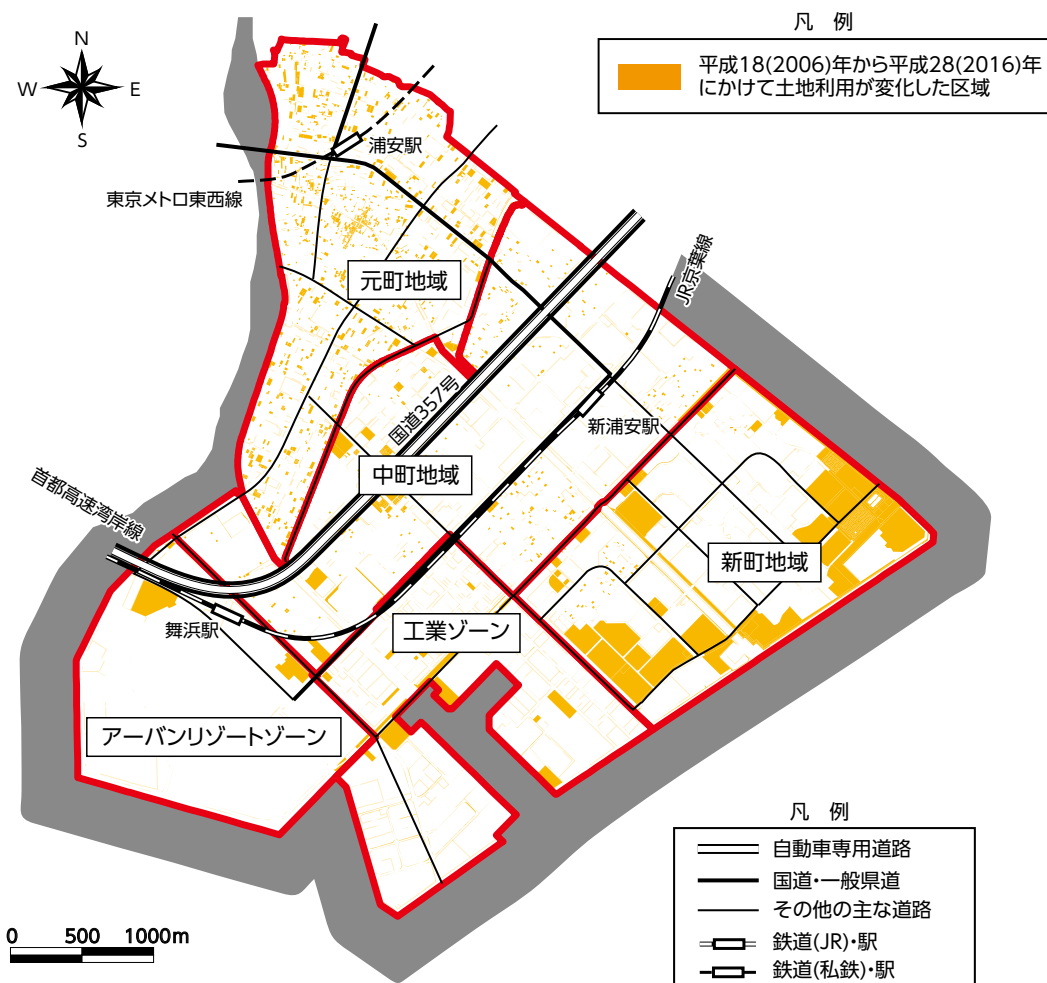 凡 例
平成18(2006)年から平成28(2016)年
にかけて土地利用が変化した区域
N
W
E
S
浦安駅
東京メトロ東西線
JR京葉線
元町地域
国道357号
新浦安駅
中町地域
首都高速湾岸線
新町地域
舞浜駅
工業ゾーン
アーバンリゾートゾーン
凡 例
自動車専用道路
国道・一般県道
その他の主な道路
鉄道(JR)・駅
鉄道(私鉄)・駅
0 500 1000m